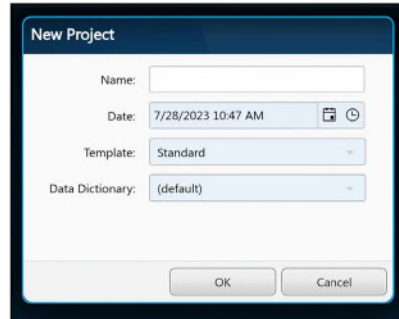 New Project
Name:
Date: 7/28/2023 10:47 AM
Template: Standard
Data Dictionary: (default)
OK Cancel